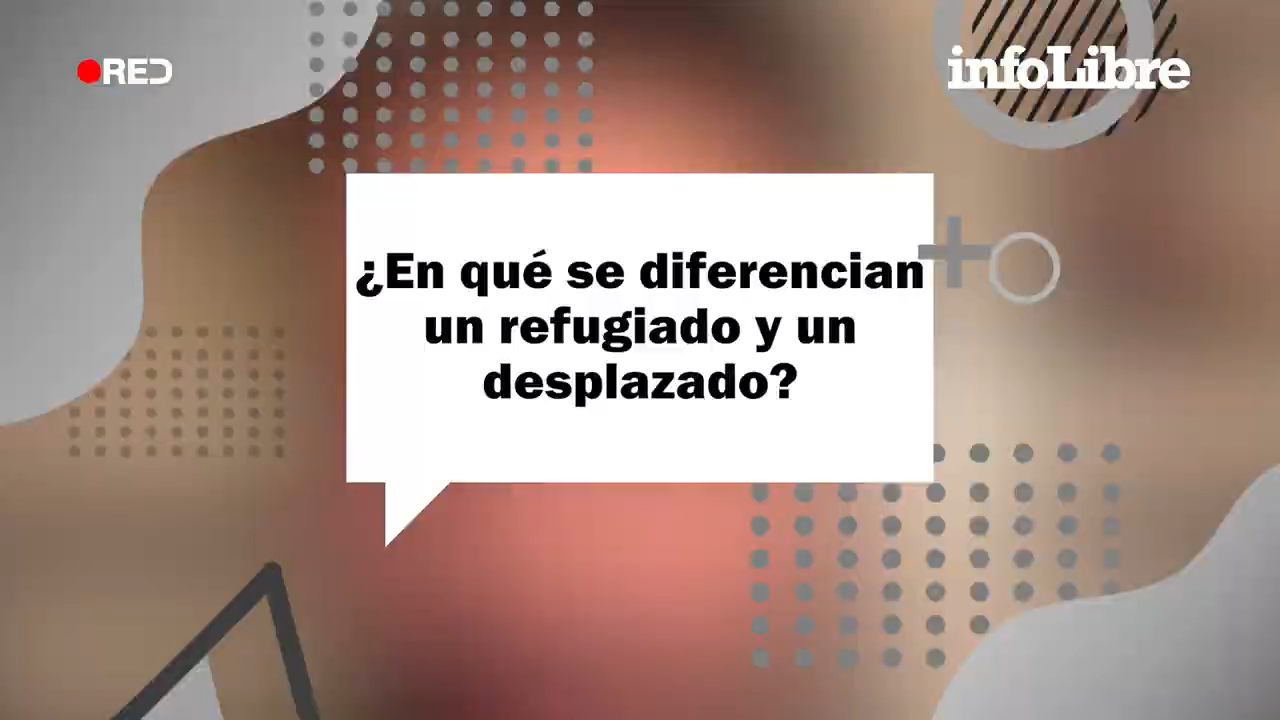 RED
infoLibre
¿En qué se diferencian
un refugiado y un
desplazado?